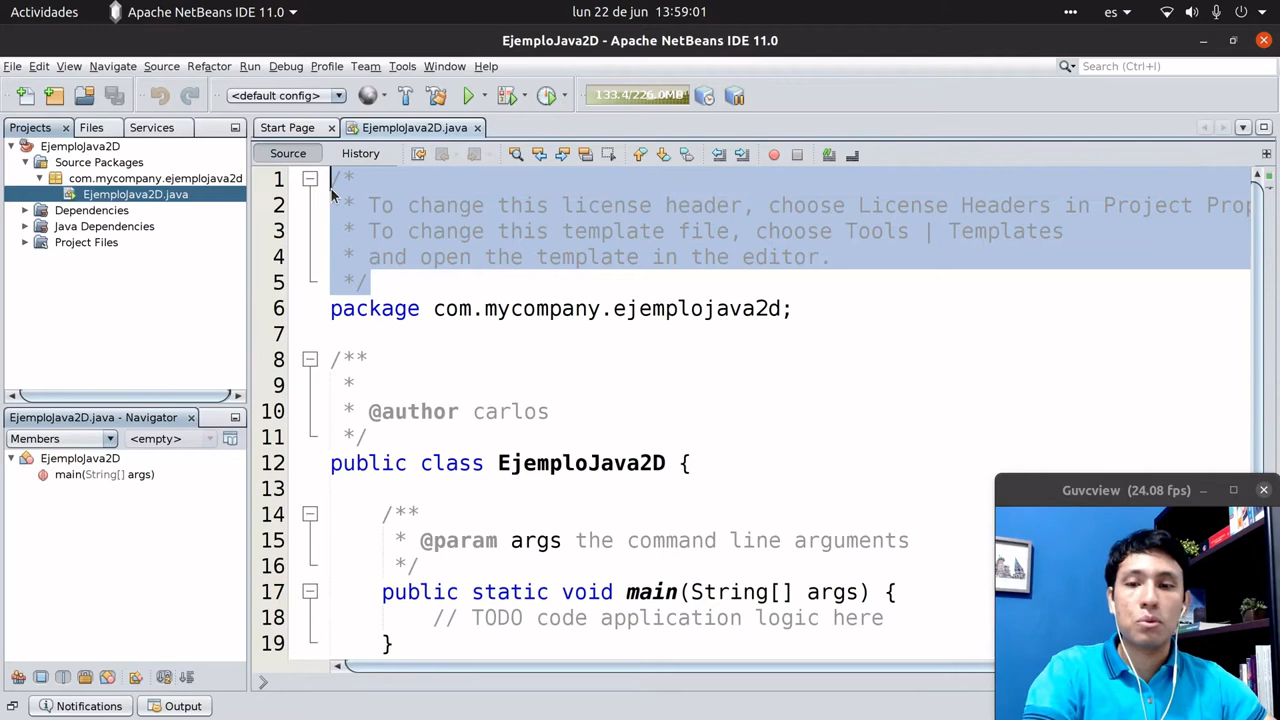 Actividades
Apache NetBeans IDE 11.0
lun 22 de jun 13:59:01
es
EjemploJava2D - Apache NetBeans IDE 11.0
File Edit View Navigate Source Refactor Run Debug Profile Team Tools Window Help
Search (Ctrl+I)
<default config>
133.4/226.0MB
Projects Files Services
Start Page
EjemploJava2D.java
Source History
EjemploJava2D
Source Packages
com.mycompany.ejemplojava2d
EjemploJava2D.java
Dependencies
Java Dependencies
Project Files
EjemploJava2D.java - Navigator
Members
<empty>
EjemploJava2D
main(String[] args)
1 /*
2 * To change this license header, choose License Headers in Project Prop
3 * To change this template file, choose Tools | Templates
4 * and open the template in the editor.
5 */
6 package com.mycompany.ejemplojava2d;
7
8 /**
9 *
10 * @author carlos
11 */
12 public class EjemploJava2D {
13
14 /**
15 * @param args the command line arguments
16 */
17 public static void main(String[] args) {
18 // TODO code application logic here
19 }
Guvcview (24.08 fps)
Notifications
Output